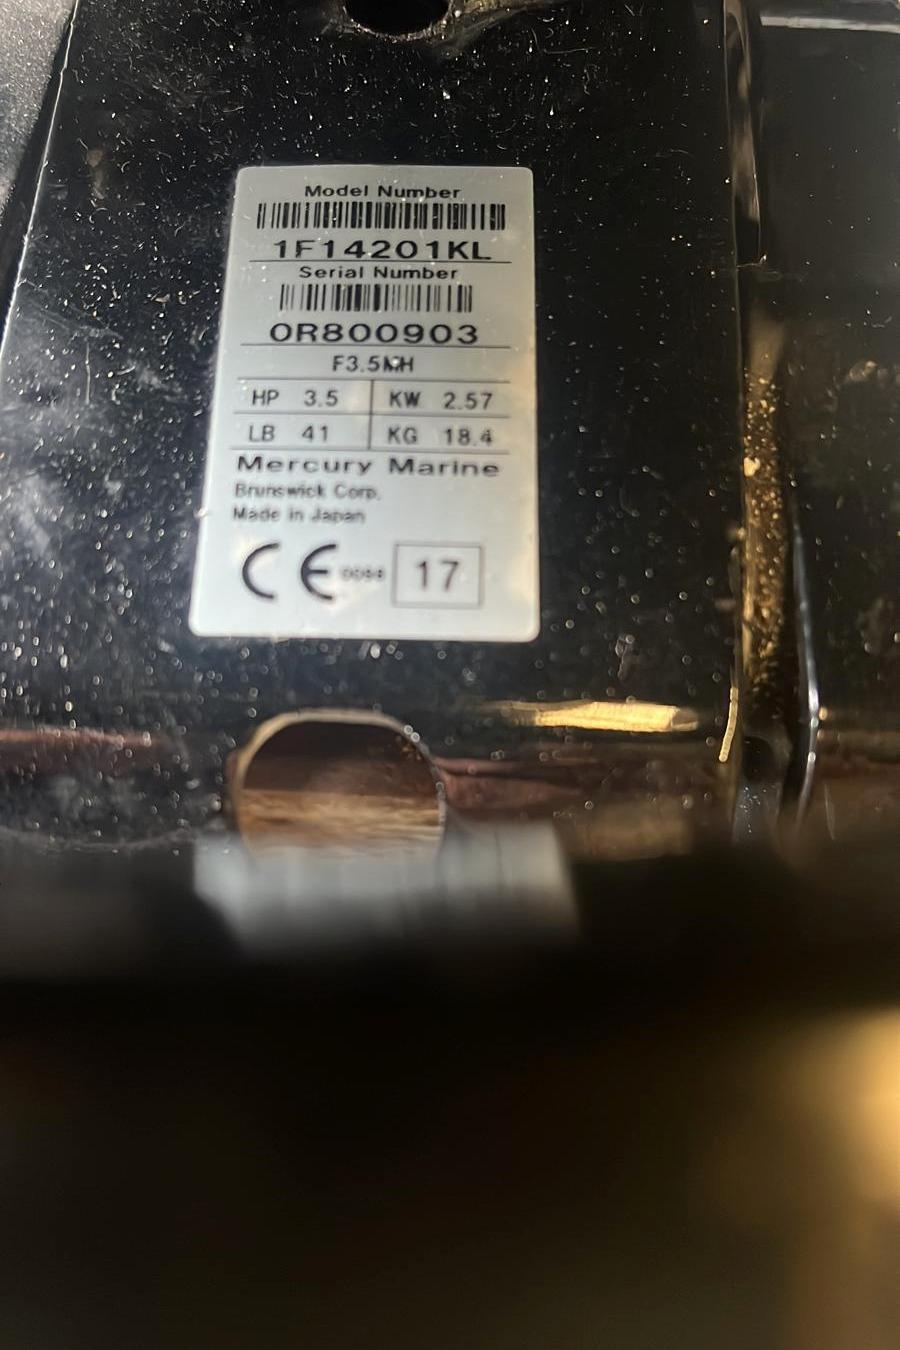 Model Number
1F14201KL
Serial Number
0R800903
F3.5MH
HP 3.5 KW 2.57
LB 41 KG 18.4
Mercury Marine
Brunswick Corp.
Made in Japan
CE 17